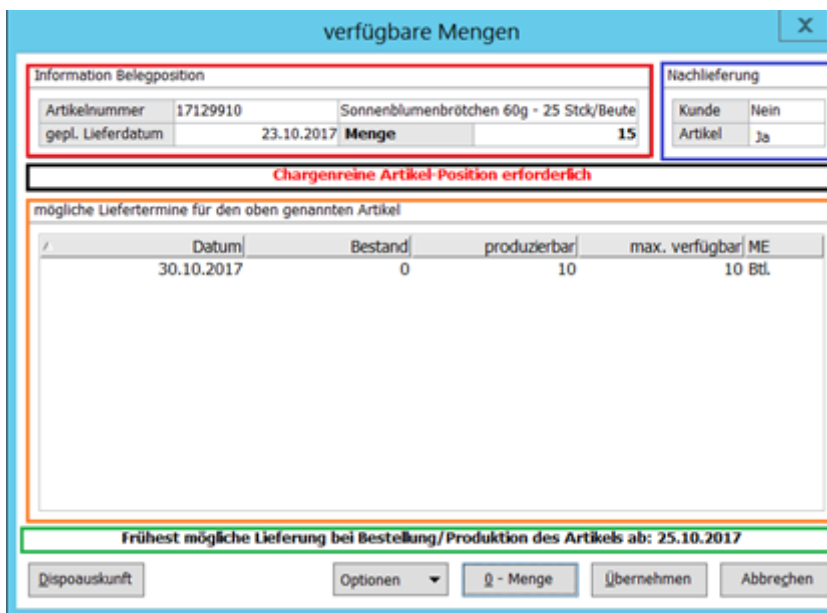 verfügbare Mengen
X
Information Belegposition
Nachlieferung
Artikelnummer 17129910 Sonnenblumenbrötchen 60g - 25 Stck/Beute
Kunde Nein
gepl. Lieferdatum 23.10.2017 Menge 15
Artikel Ja
Chargenreine Artikel-Position erforderlich
mögliche Liefertermine für den oben genannten Artikel
Datum Bestand produzierbar max. verfügbar ME
30.10.2017 0 10 10 Btl.
Frühest mögliche Lieferung bei Bestellung/Produktion des Artikels ab: 25.10.2017
Dispoauskunft Optionen 0 - Menge Übernehmen Abbrechen